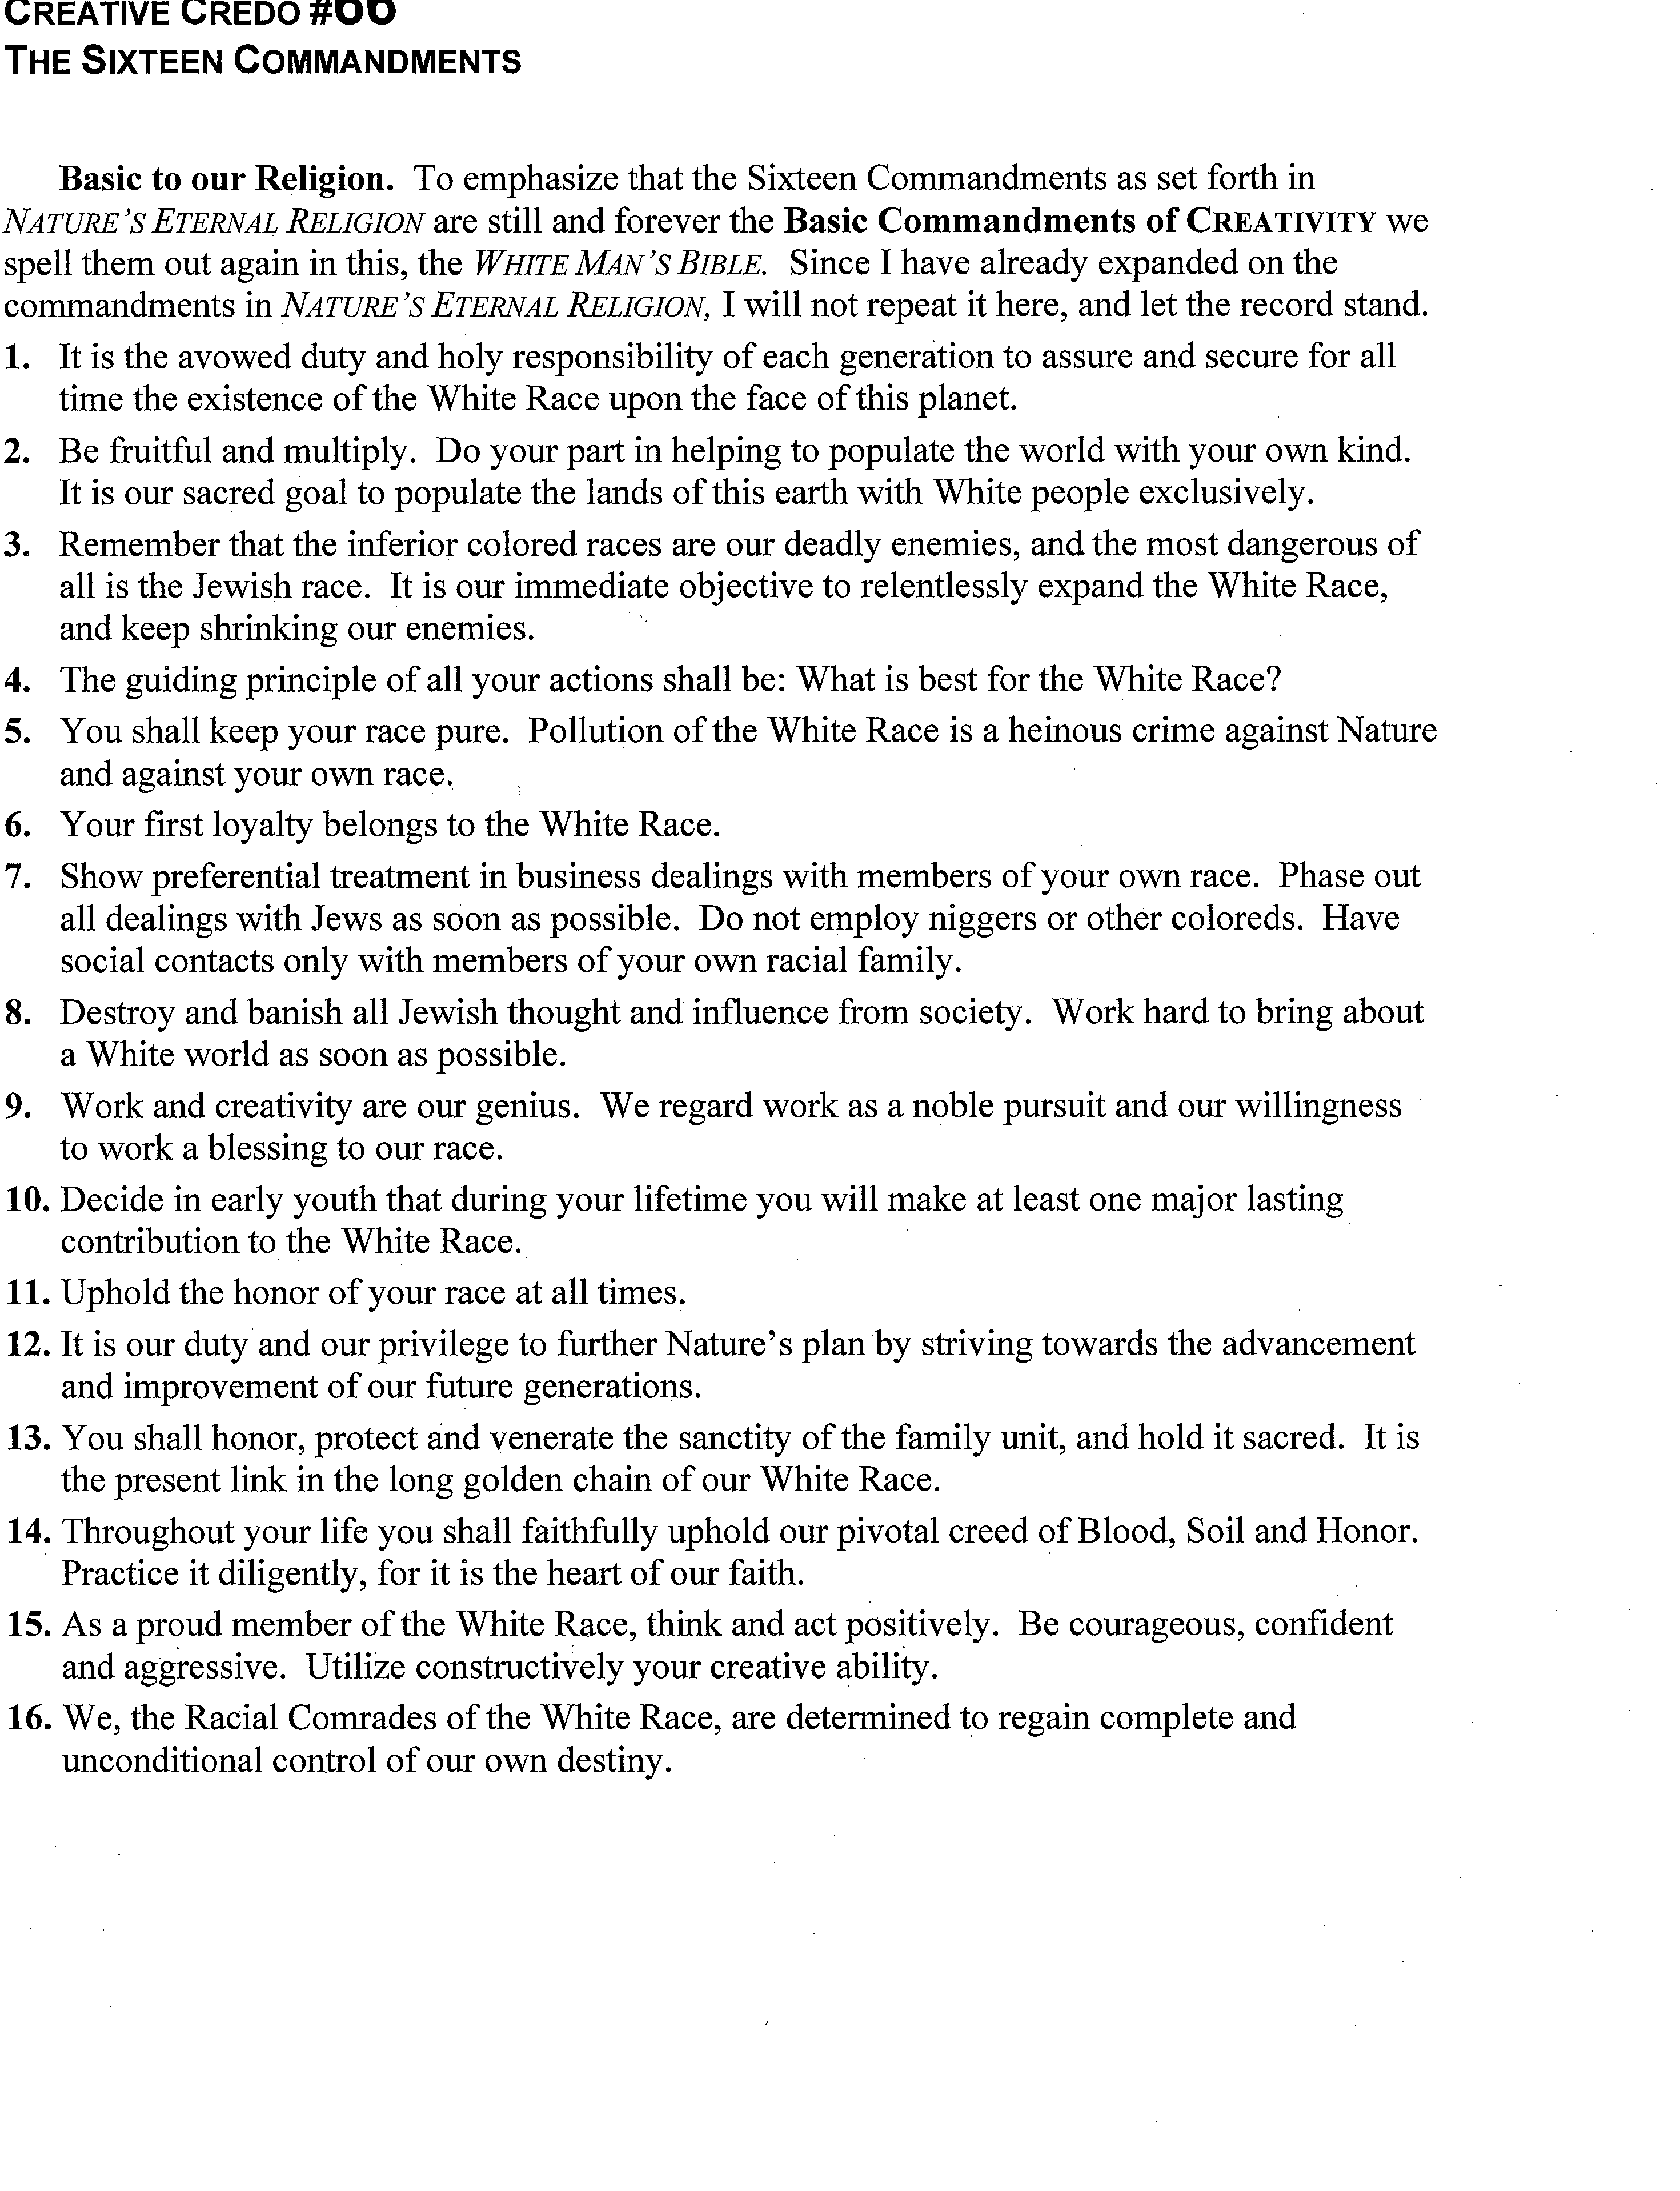 CREATIVE CREDO #66
THE SIXTEEN COMMANDMENTS
Basic to our Religion. To emphasize that the Sixteen Commandments as set forth in
NATURE'S ETERNAL RELIGION are still and forever the Basic Commandments of CREATIVITY we
spell them out again in this, the WHITE MAN'S BIBLE. Since I have already expanded on the
commandments in NATURE'S ETERNAL RELIGION, I will not repeat it here, and let the record stand.
1. It is the avowed duty and holy responsibility of each generation to assure and secure for all
time the existence of the White Race upon the face of this planet.
2. Be fruitful and multiply. Do your part in helping to populate the world with your own kind.
It is our sacred goal to populate the lands of this earth with White people exclusively.
3. Remember that the inferior colored races are our deadly enemies, and the most dangerous of
all is the Jewish race. It is our immediate objective to relentlessly expand the White Race,
and keep shrinking our enemies.
4. The guiding principle of all your actions shall be: What is best for the White Race?
5. You shall keep your race pure. Pollution of the White Race is a heinous crime against Nature
and against your own race.
6. Your first loyalty belongs to the White Race.
7. Show preferential treatment in business dealings with members of your own race. Phase out
all dealings with Jews as soon as possible. Do not employ niggers or other coloreds. Have
social contacts only with members of your own racial family.
8. Destroy and banish all Jewish thought and influence from society. Work hard to bring about
a White world as soon as possible.
9. Work and creativity are our genius. We regard work as a noble pursuit and our willingness
to work a blessing to our race.
10. Decide in early youth that during your lifetime you will make at least one major lasting
contribution to the White Race.
11. Uphold the honor of your race at all times.
12. It is our duty and our privilege to further Nature's plan by striving towards the advancement
and improvement of our future generations.
13. You shall honor, protect and venerate the sanctity of the family unit, and hold it sacred. It is
the present link in the long golden chain of our White Race.
14. Throughout your life you shall faithfully uphold our pivotal creed of Blood, Soil and Honor.
Practice it diligently, for it is the heart of our faith.
15. As a proud member of the White Race, think and act positively. Be courageous, confident
and aggressive. Utilize constructively your creative ability.
16. We, the Racial Comrades of the White Race, are determined to regain complete and
unconditional control of our own destiny.